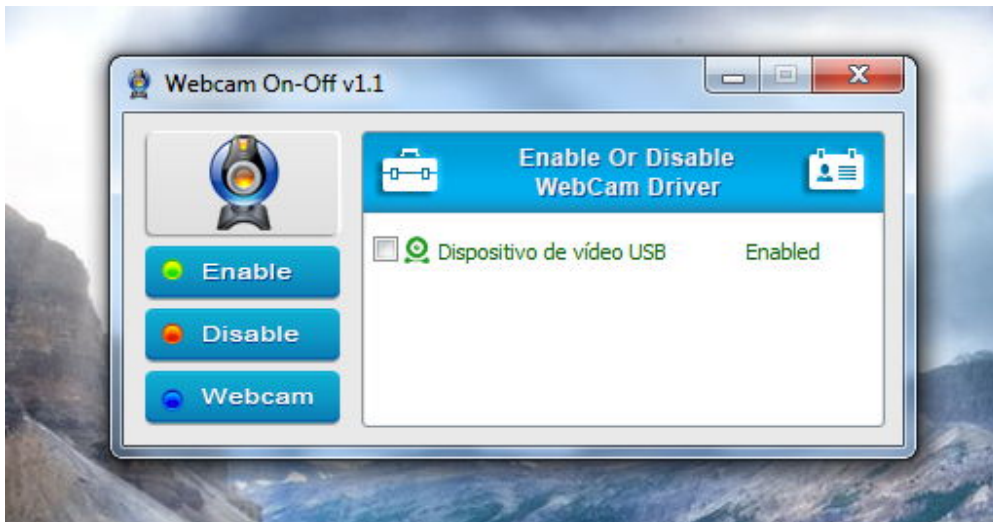 Webcam On-Off v1.1
Enable Or Disable
WebCam Driver
Dispositivo de vídeo USB Enabled
Enable
Disable
Webcam